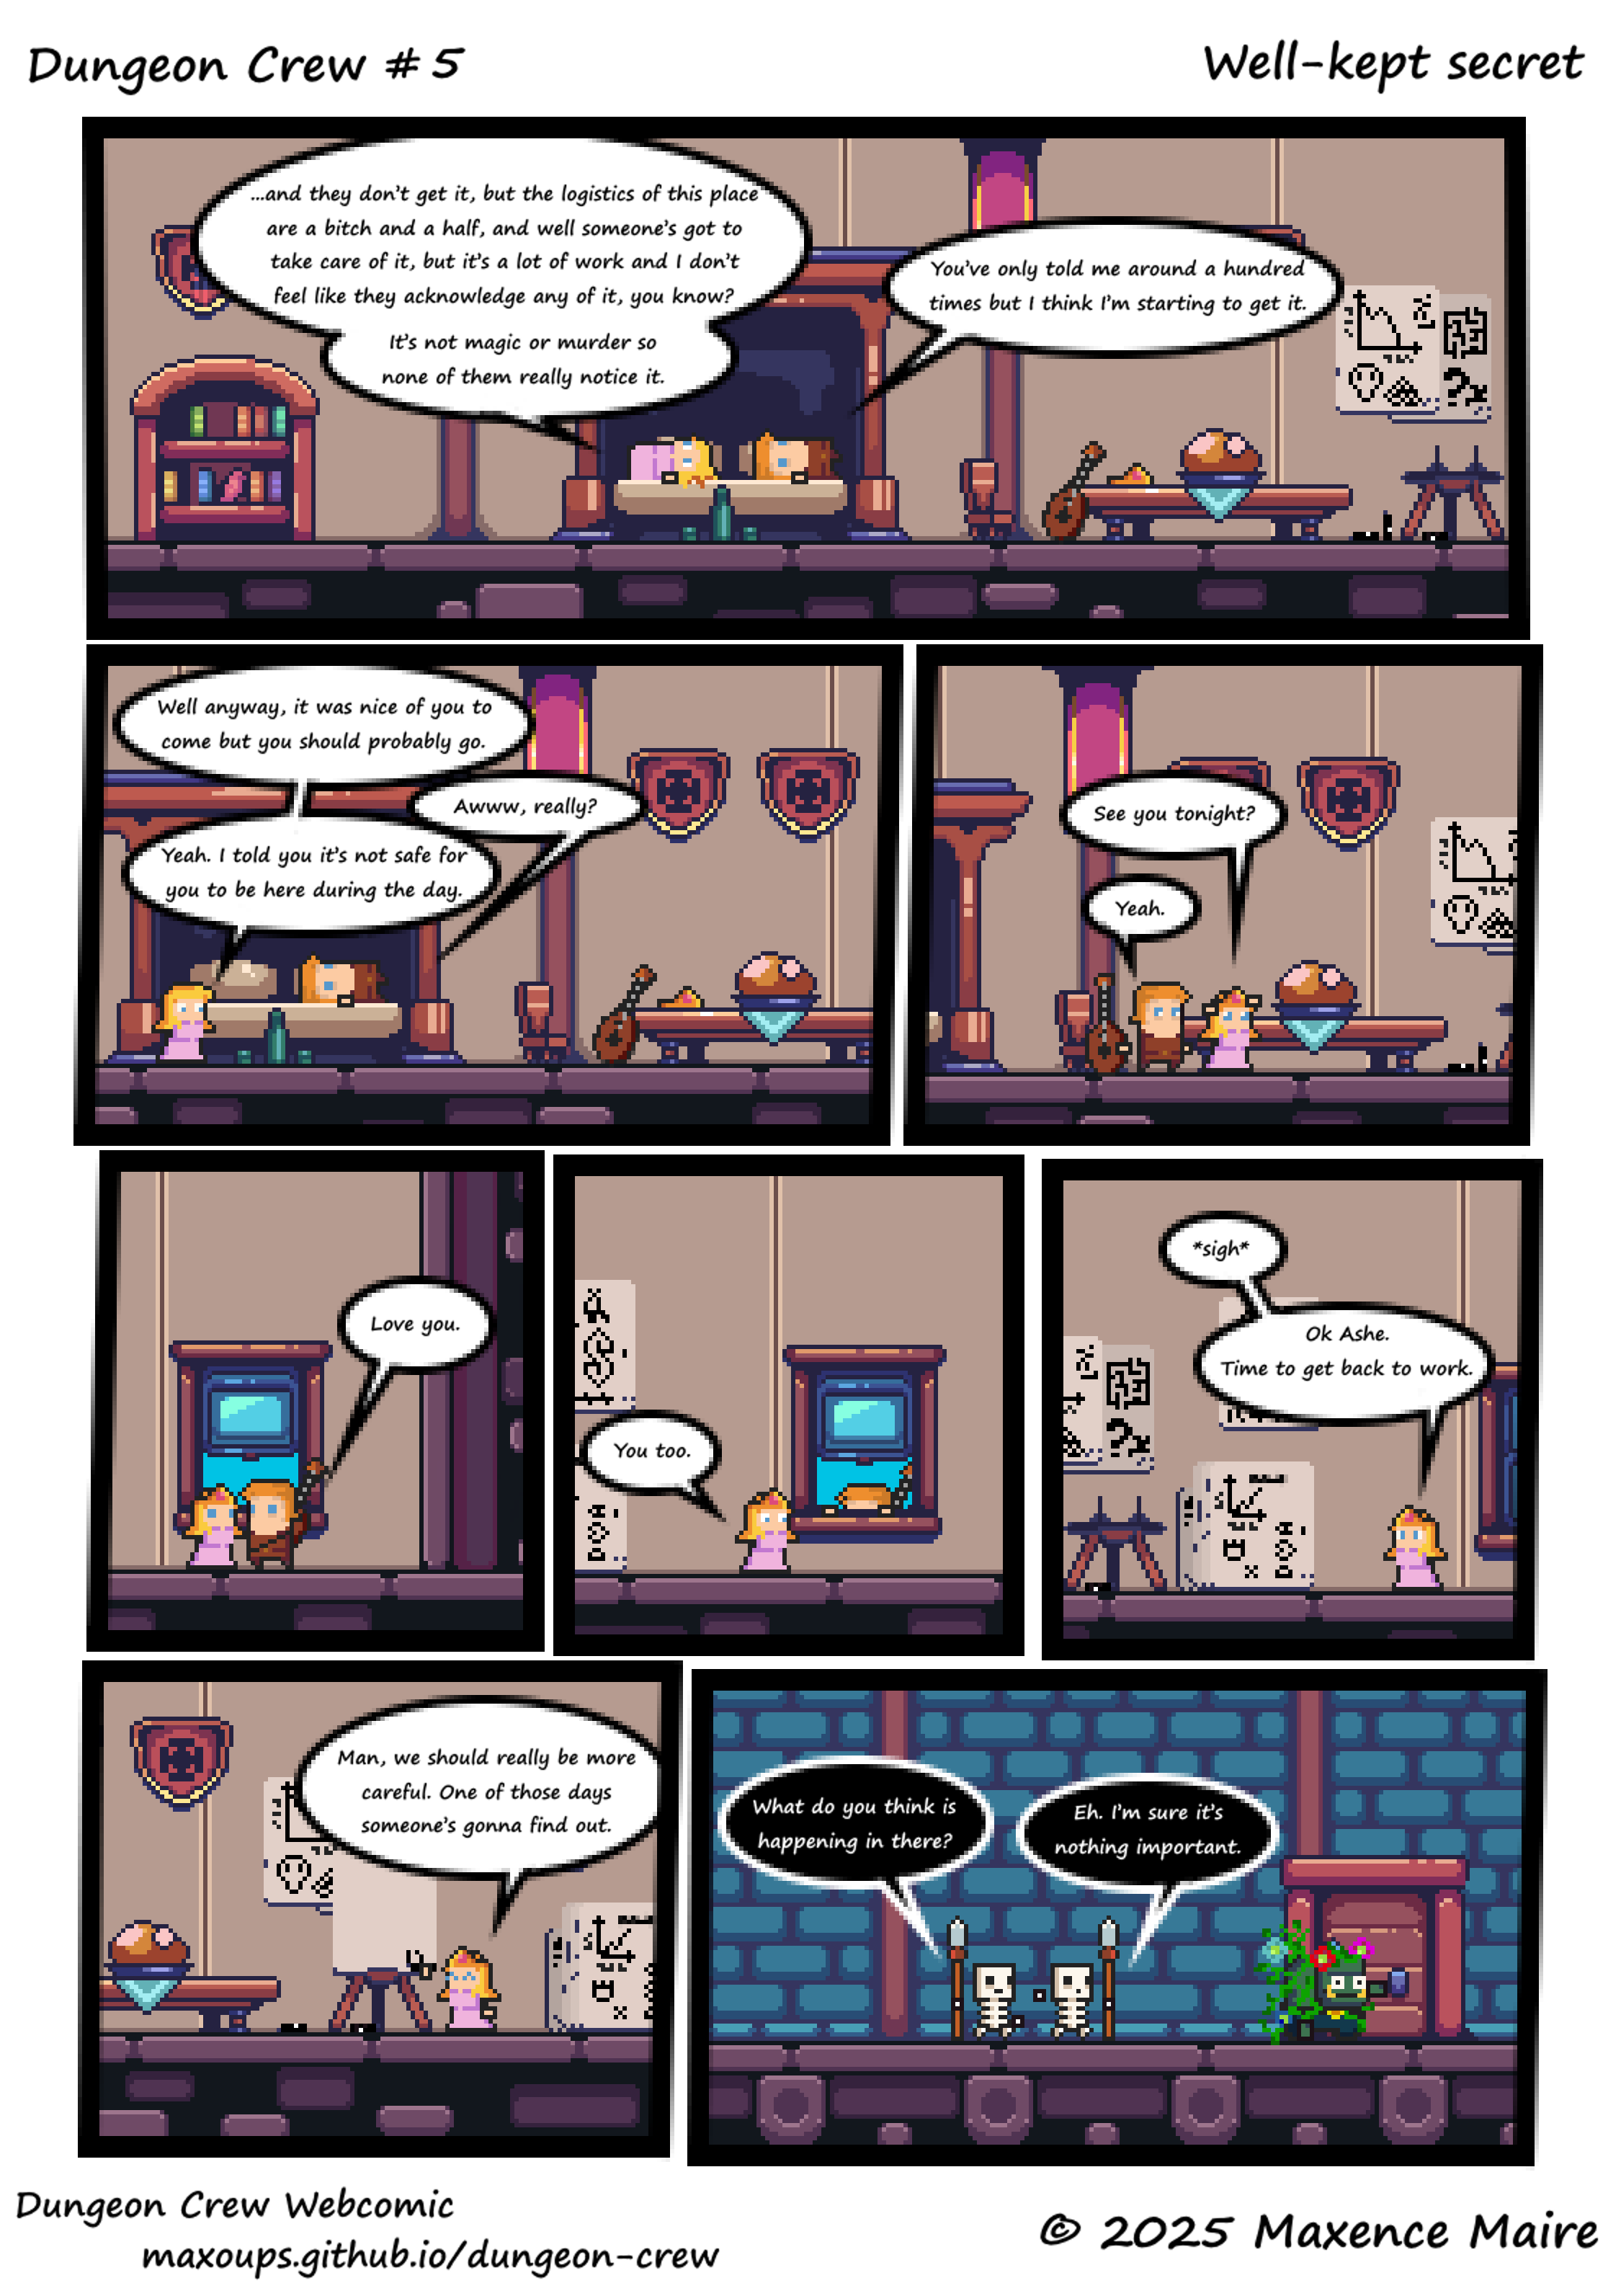 Dungeon Crew #5
Well-kept secret
...and they don't get it, but the logistics of this place
are a bitch and a half, and well someone's got to
take care of it, but it's a lot of work and I don't
feel like they acknowledge any of it, you know?
It's not magic or murder so
none of them really notice it.
You've only told me around a hundred
times but I think I'm starting to get it.
Well anyway, it was nice of you to
come but you should probably go.
Awww, really?
Yeah. I told you it's not safe for
you to be here during the day.
See you tonight?
Yeah.
Love you.
You too.
*sigh*
Ok Ashe.
Time to get back to work.
Man, we should really be more
careful. One of those days
someone's gonna find out.
What do you think is
happening in there?
Eh. I'm sure it's
nothing important.
Dungeon Crew Webcomic
maxoups.github.io/dungeon-crew
© 2025 Maxence Maire